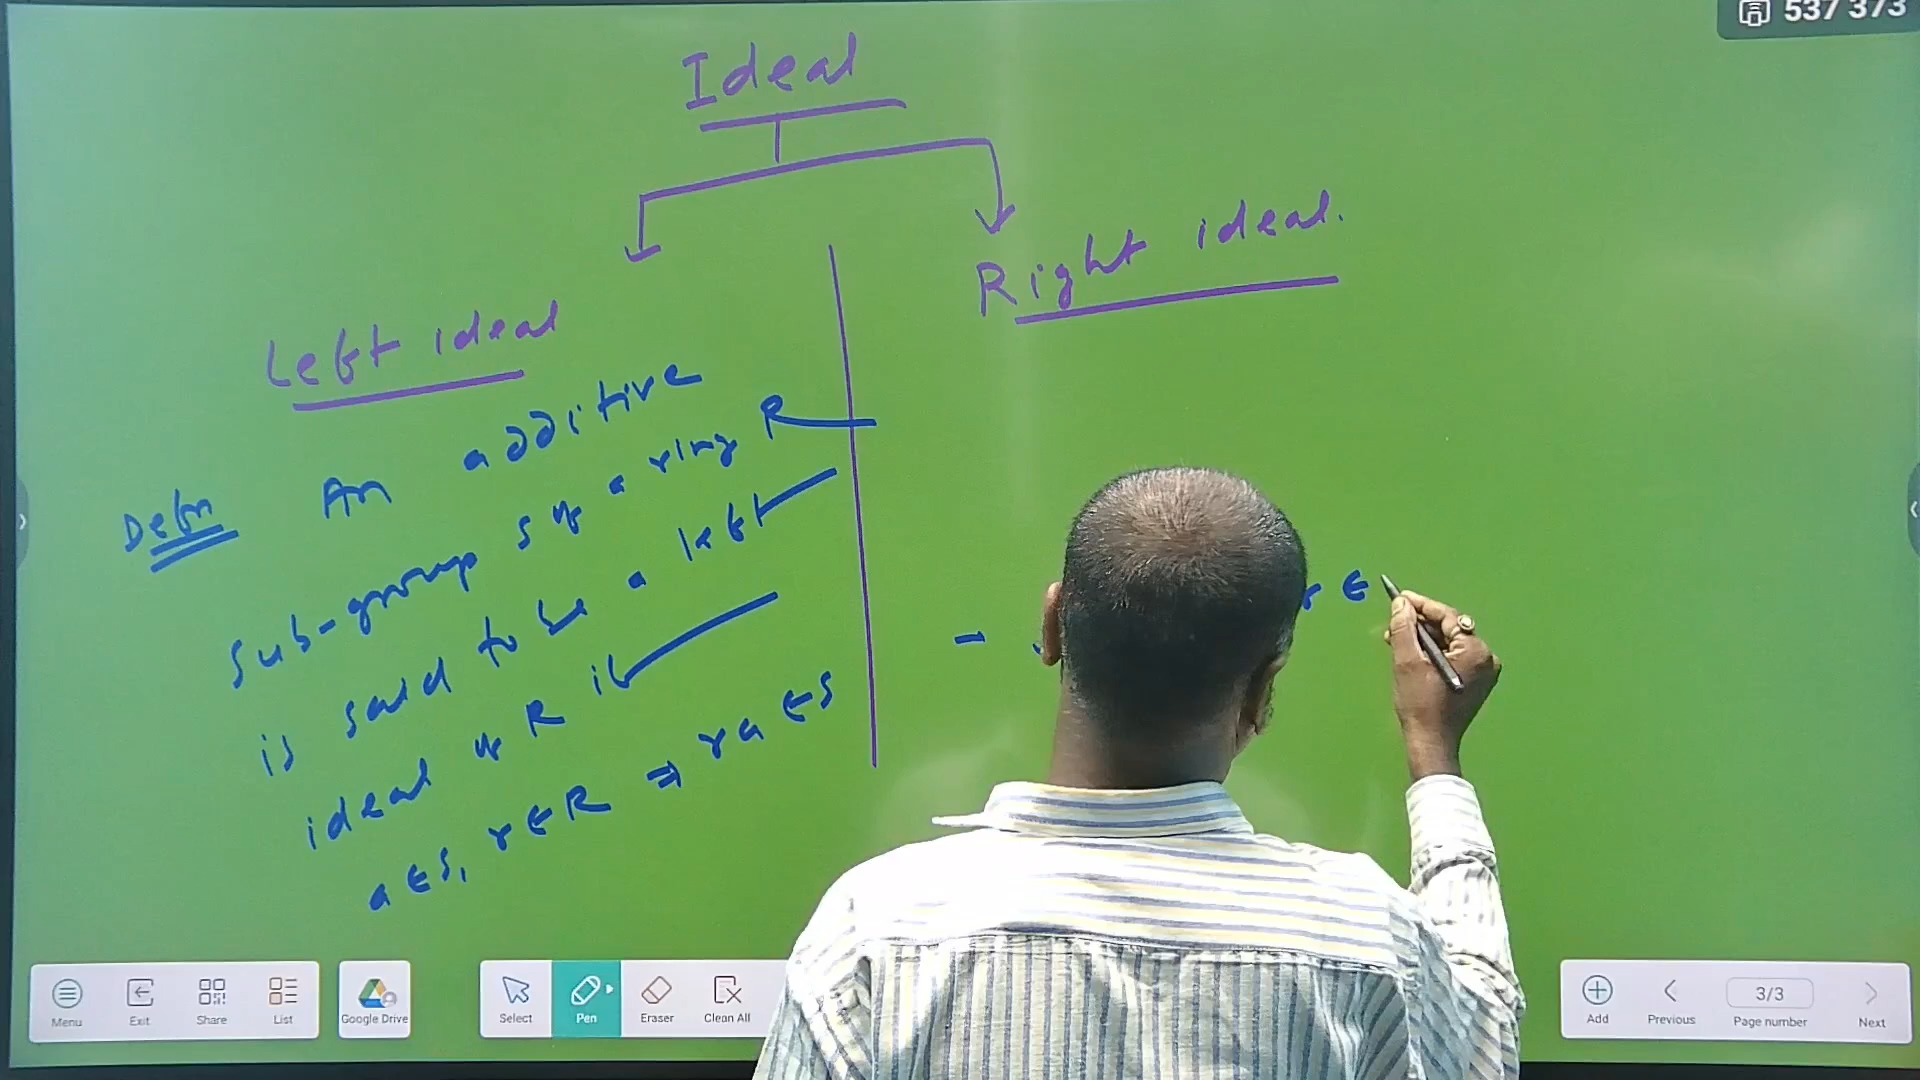 537 373
Ideal
Left ideal
Right ideal.
Defn An additive
sub-group S of a ring R
is said to be a left
ideal of R if
a ∈ S, r ∈ R ⇒ ra ∈ S
- r ∈
Menu
Exit
Share
List
Google Drive
Select
Pen
Eraser
Clean All
Add
Previous
3/3
Page number
Next